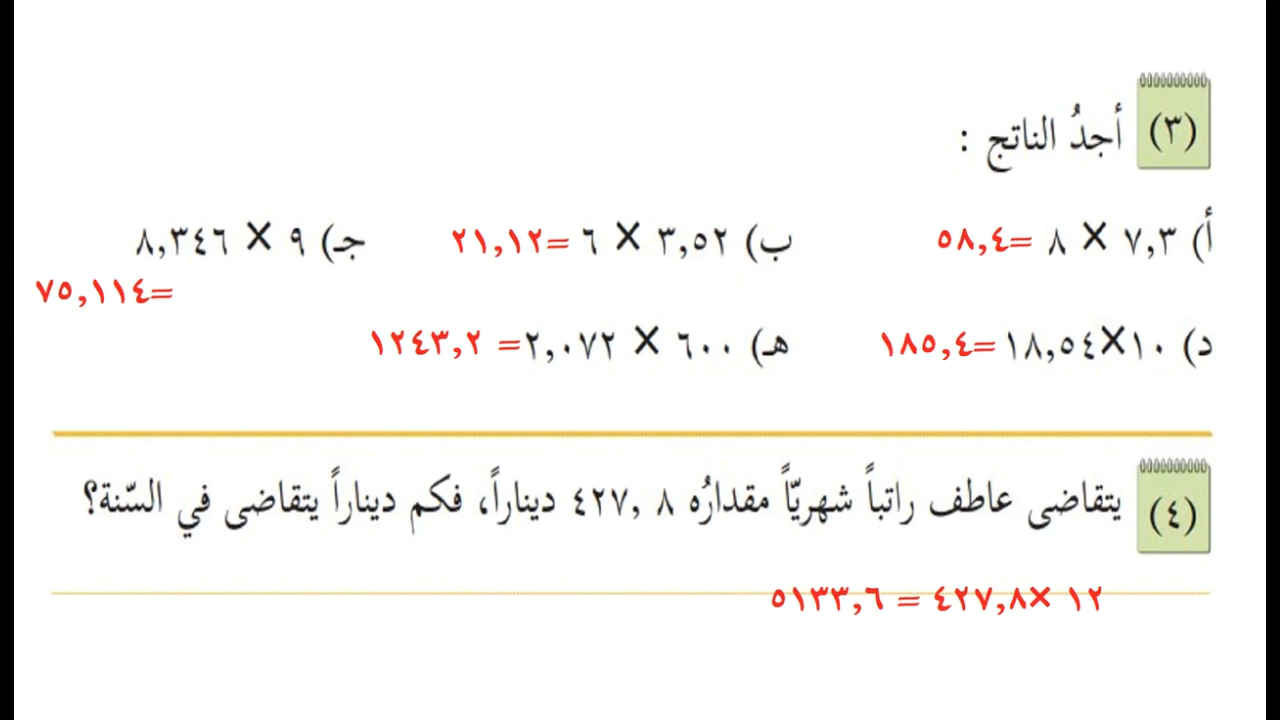 (٣) أجدُ الناتج :
أ) ٧,٣ × ٨ =٥٨,٤ ب) ٣,٥٢ × ٦ =٢١,١٢ جـ) ٩ × ٨,٣٤٦
=٧٥,١١٤
د) ١٠×١٨,٥٤ =١٨٥,٤ هـ) ٦٠٠ × ٢,٠٧٢ = ١٢٤٣,٢
(٤) يتقاضى عاطف راتباً شهريّاً مقدارُه ٤٢٧,٨ ديناراً، فكم ديناراً يتقاضى في السّنة؟
١٢ ×٤٢٧,٨ = ٥١٣٣,٦